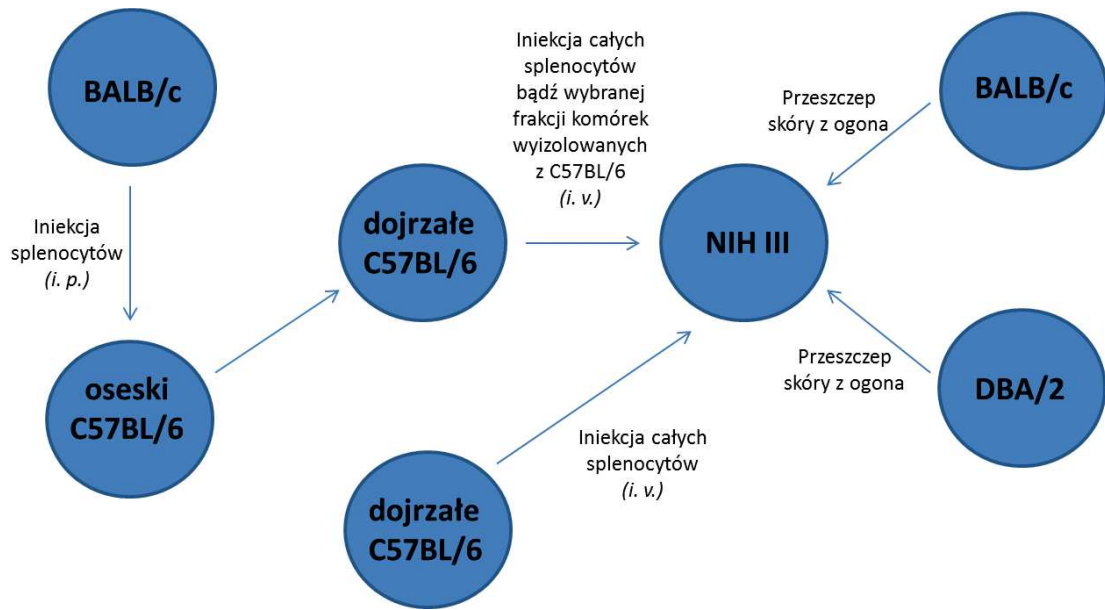 BALB/c
Iniekcja
splenocytów
(i. p.)
oseski
C57BL/6
dojrzałe
C57BL/6
Iniekcja całych
splenocytów
bądź wybranej
frakcji komórek
wyizolowanych
z C57BL/6
(i. v.)
dojrzałe
C57BL/6
Iniekcja całych
splenocytów
(i. v.)
NIH III
Przeszczep
skóry z ogona
BALB/c
Przeszczep
skóry z ogona
DBA/2